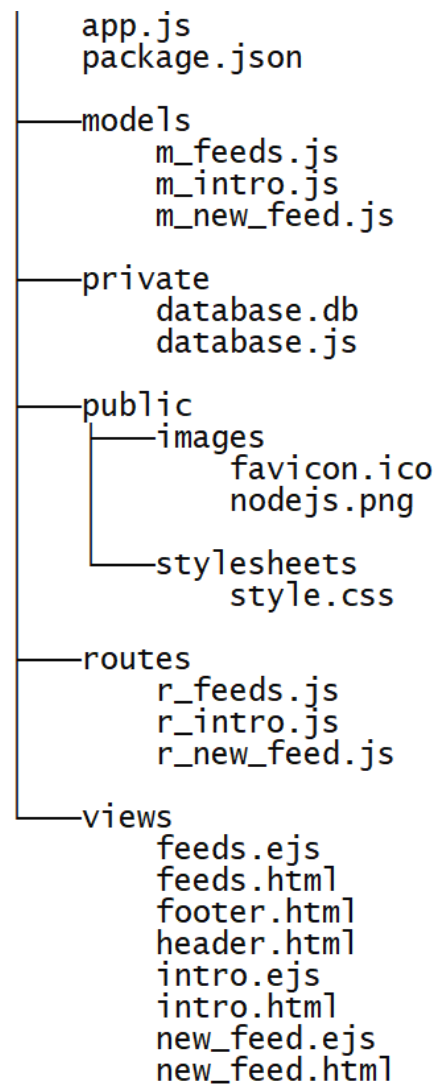 app.js
package.json
models
m_feeds.js
m_intro.js
m_new_feed.js
private
database.db
database.js
public
images
favicon.ico
nodejs.png
stylesheets
style.css
routes
r_feeds.js
r_intro.js
r_new_feed.js
views
feeds.ejs
feeds.html
footer.html
header.html
intro.ejs
intro.html
new_feed.ejs
new_feed.html